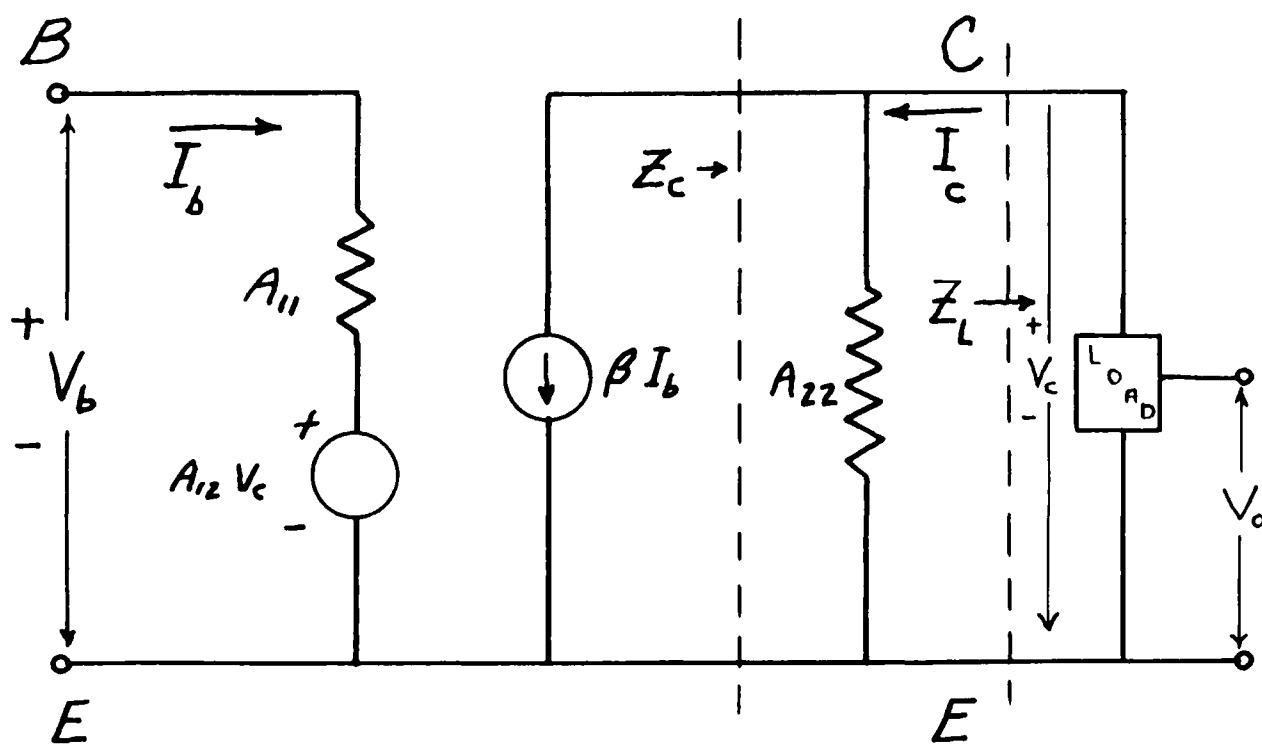 B
C
I_b
Z_c
I_c
A_11
Z_L
+
V_b
-
+
A_12 V_c
-
β I_b
A_22
+
V_c
-
LOAD
V_o
E
E